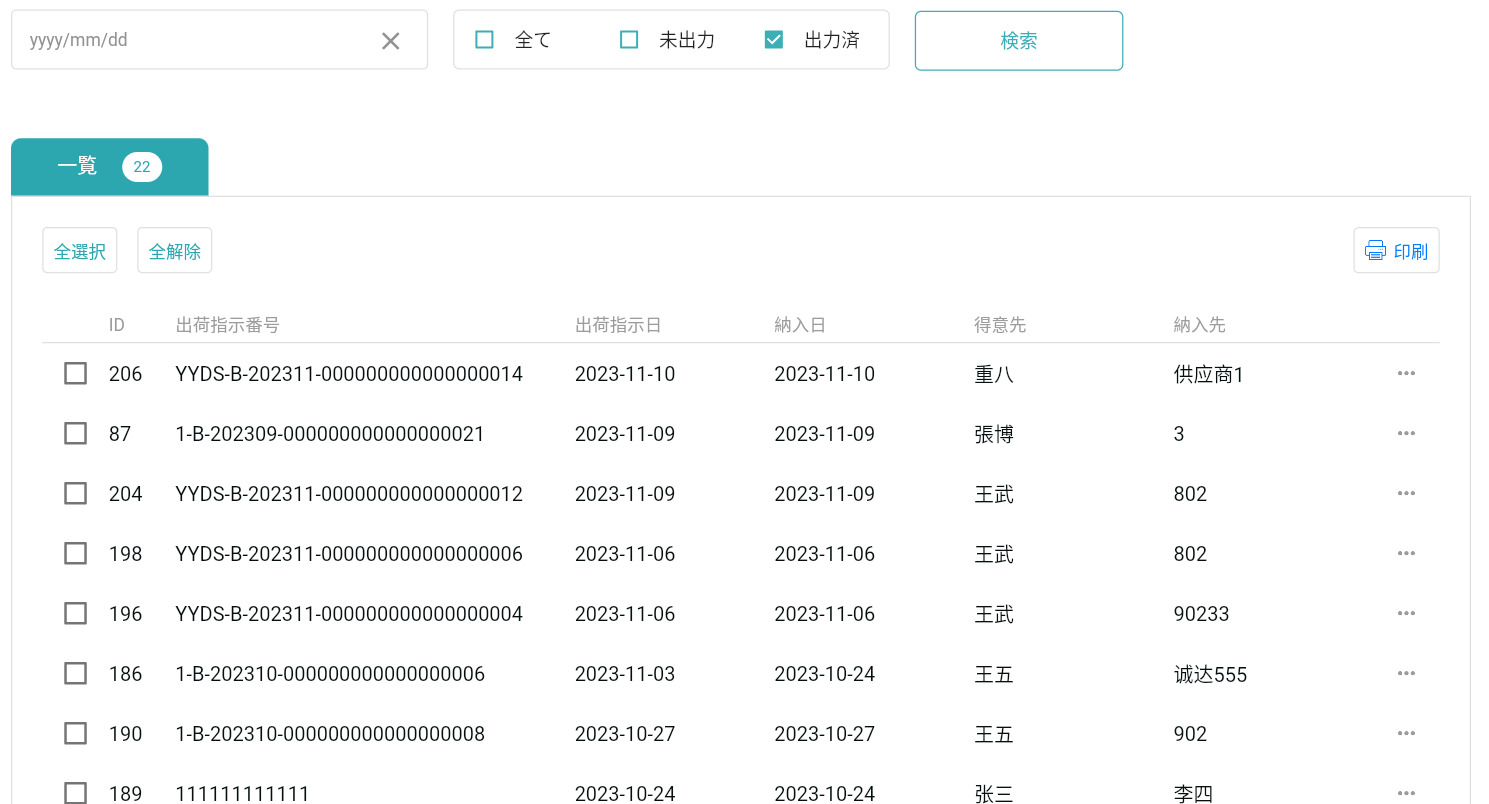 yyyy/mm/dd 全て 未出力 出力済 検索
一覧 22
全選択 全解除 印刷
ID 出荷指示番号 出荷指示日 納入日 得意先 納入先
206 YYDS-B-202311-000000000000000014 2023-11-10 2023-11-10 重八 供应商1
87 1-B-202309-000000000000000021 2023-11-09 2023-11-09 張博 3
204 YYDS-B-202311-000000000000000012 2023-11-09 2023-11-09 王武 802
198 YYDS-B-202311-000000000000000006 2023-11-06 2023-11-06 王武 802
196 YYDS-B-202311-000000000000000004 2023-11-06 2023-11-06 王武 90233
186 1-B-202310-000000000000000006 2023-11-03 2023-10-24 王五 诚达555
190 1-B-202310-000000000000000008 2023-10-27 2023-10-27 王五 902
189 111111111111 2023-10-24 2023-10-24 张三 李四